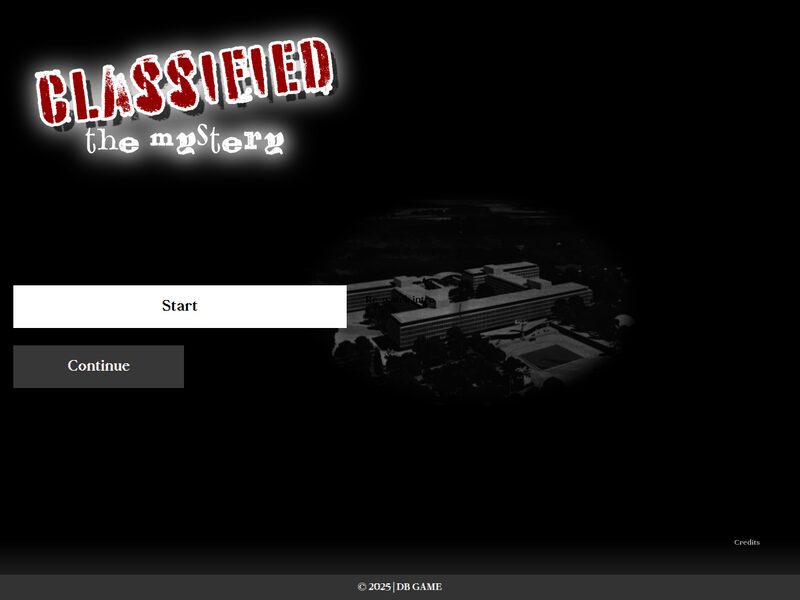 CLASSIFIED
the mystery
Start
Continue
Credits
© 2025 | DB GAME